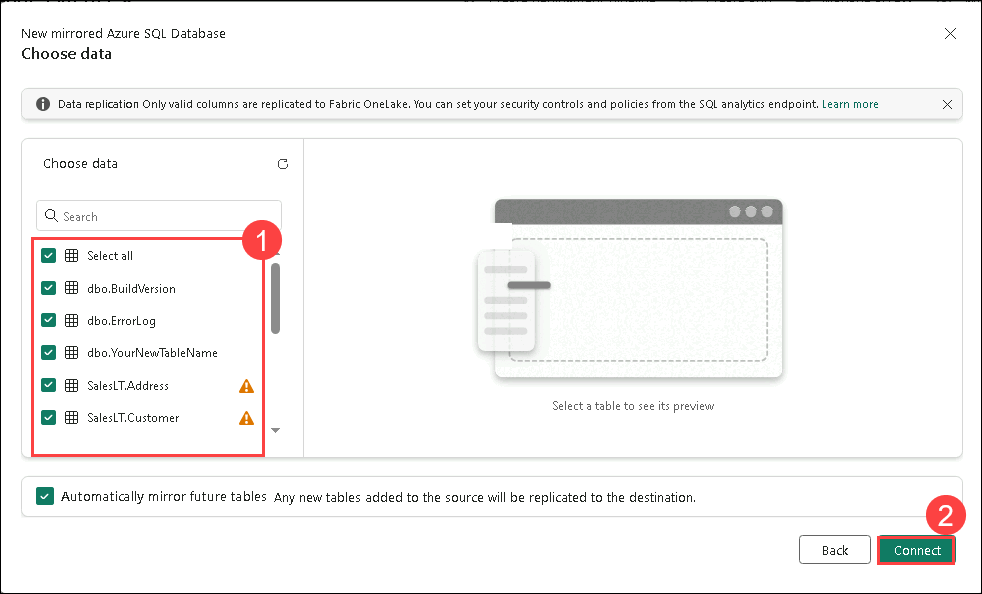 New mirrored Azure SQL Database
Choose data
Data replication Only valid columns are replicated to Fabric OneLake. You can set your security controls and policies from the SQL analytics endpoint. Learn more
Choose data
Search
1
Select all
dbo.BuildVersion
dbo.ErrorLog
dbo.YourNewTableName
SalesLT.Address
SalesLT.Customer
Select a table to see its preview
Automatically mirror future tables Any new tables added to the source will be replicated to the destination.
2
Back Connect